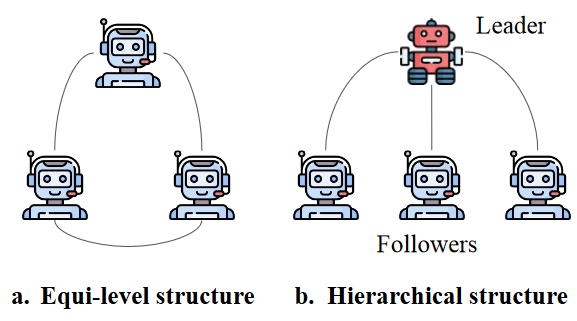 Leader
Followers
a. Equi-level structure
b. Hierarchical structure